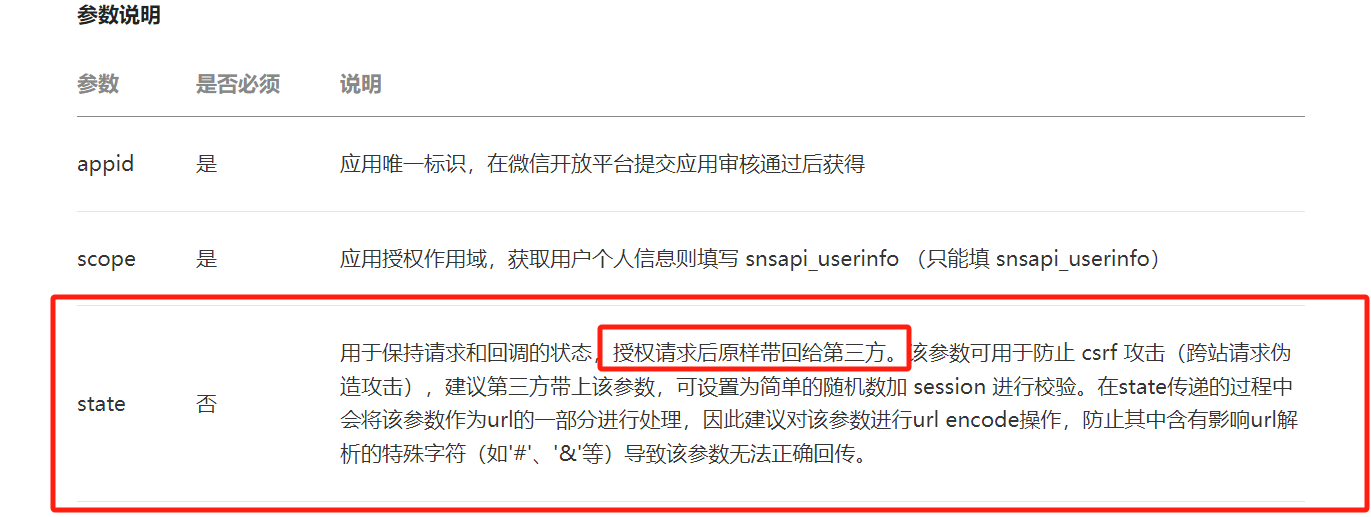 参数说明
参数 是否必须 说明
appid 是 应用唯一标识，在微信开放平台提交应用审核通过后获得
scope 是 应用授权作用域，获取用户个人信息则填写 snsapi_userinfo （只能填 snsapi_userinfo）
用于保持请求和回调的状态，授权请求后原样带回给第三方。该参数可用于防止 csrf 攻击（跨站请求伪
造攻击），建议第三方带上该参数，可设置为简单的随机数加 session 进行校验。在state传递的过程中
state 否
会将该参数作为url的一部分进行处理，因此建议对该参数进行url encode操作，防止其中含有影响url解
析的特殊字符（如'#'、'&'等）导致该参数无法正确回传。